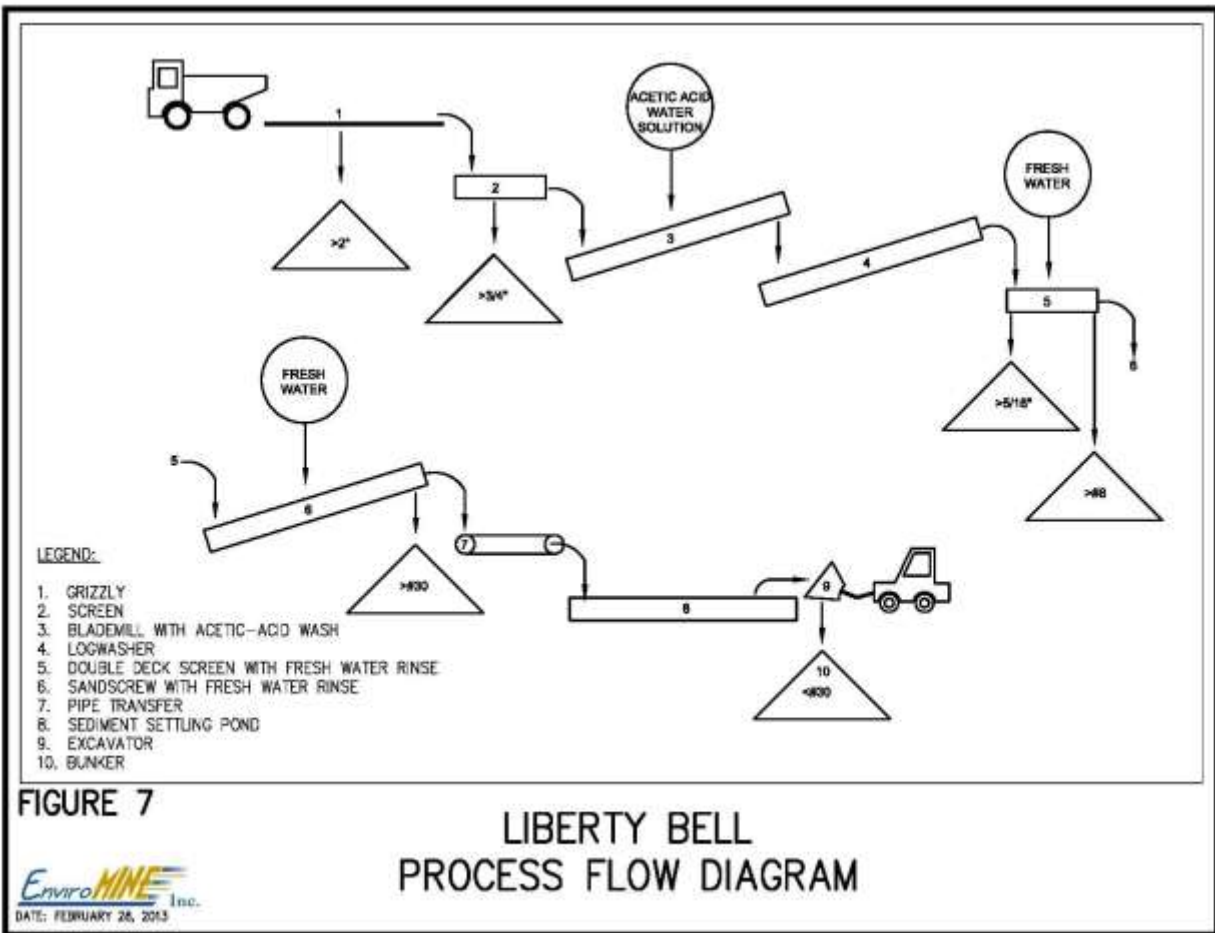 1
ACETIC ACID
WATER
SOLUTION
2
FRESH
WATER
3
>2"
4
>3/4"
5
6
>5/16"
FRESH
WATER
>#8
5
6
7
>#30
8
9
10
<#30
LEGEND:
1. GRIZZLY
2. SCREEN
3. BLADEMILL WITH ACETIC-ACID WASH
4. LOGWASHER
5. DOUBLE DECK SCREEN WITH FRESH WATER RINSE
6. SANDSCREW WITH FRESH WATER RINSE
7. PIPE TRANSFER
8. SEDIMENT SETTLING POND
9. EXCAVATOR
10. BUNKER
FIGURE 7
LIBERTY BELL
PROCESS FLOW DIAGRAM
EnviroMINE Inc.
DATE: FEBRUARY 28, 2013